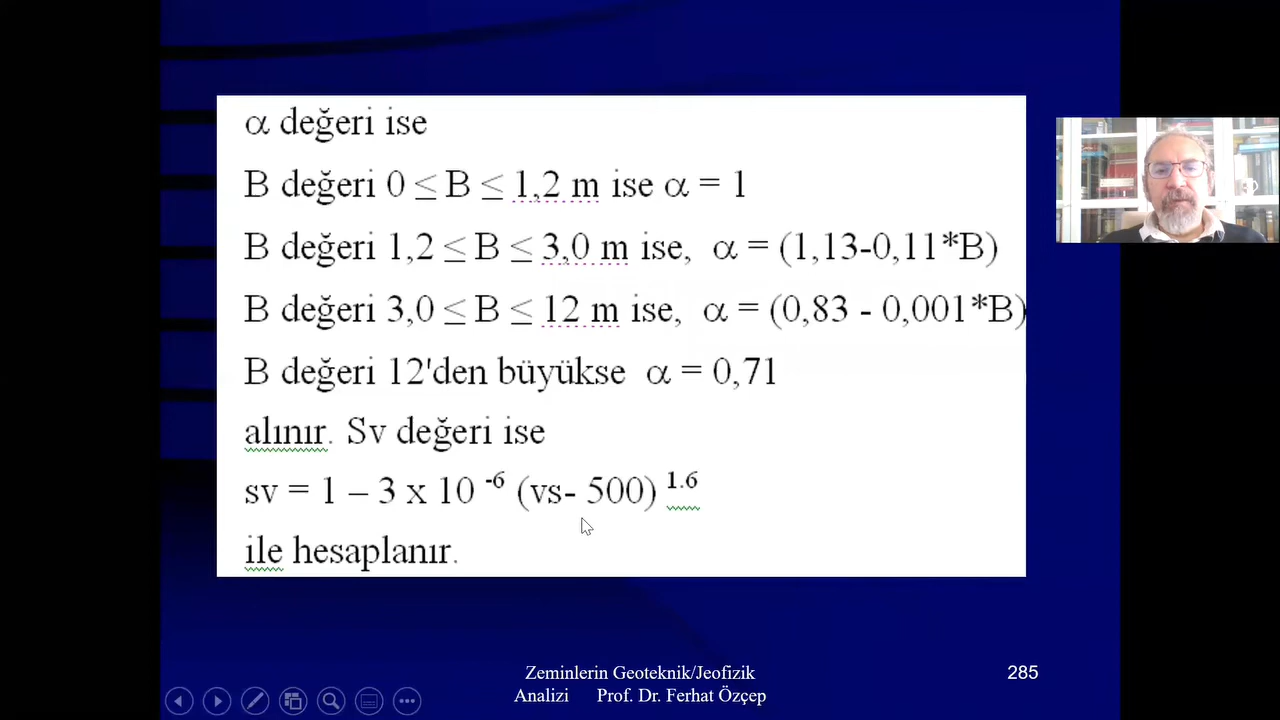 α değeri ise
B değeri 0 ≤ B ≤ 1,2 m ise α = 1
B değeri 1,2 ≤ B ≤ 3,0 m ise, α = (1,13-0,11*B)
B değeri 3,0 ≤ B ≤ 12 m ise, α = (0,83 - 0,001*B)
B değeri 12'den büyükse α = 0,71
alınır. Sv değeri ise
sv = 1 – 3 x 10 ⁻⁶ (vs- 500) ¹·⁶
ile hesaplanır.
Zeminlerin Geoteknik/Jeofizik
Analizi Prof. Dr. Ferhat Özçep
285